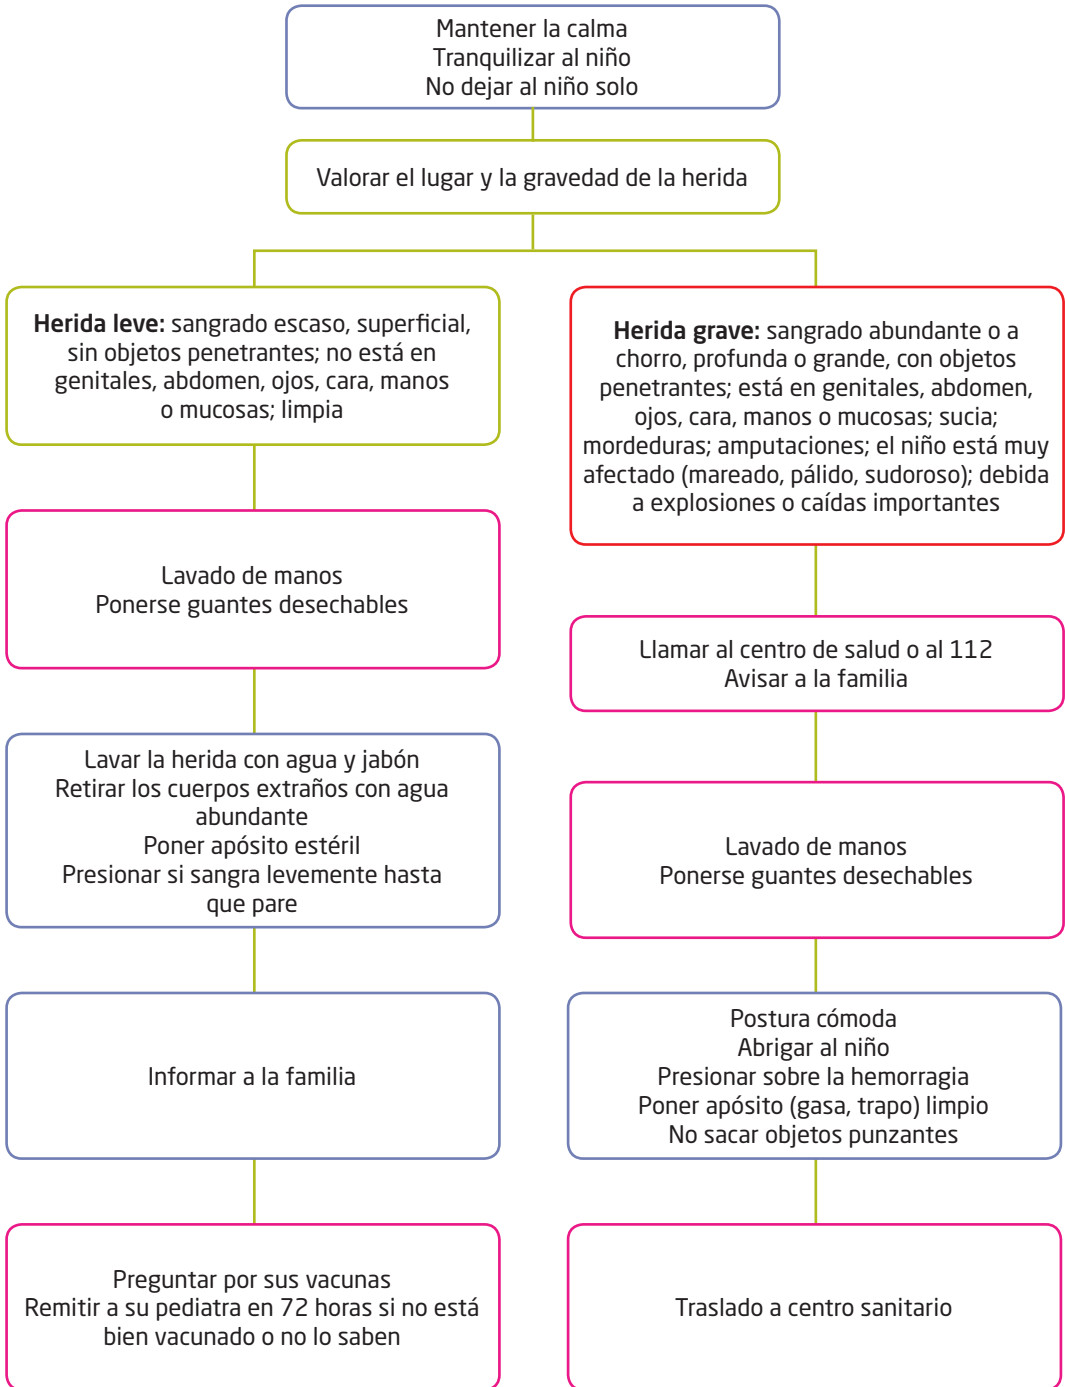 Mantener la calma
Tranquilizar al niño
No dejar al niño solo
Valorar el lugar y la gravedad de la herida
Herida leve: sangrado escaso, superficial,
sin objetos penetrantes; no está en
genitales, abdomen, ojos, cara, manos
o mucosas; limpia
Lavado de manos
Ponerse guantes desechables
Lavar la herida con agua y jabón
Retirar los cuerpos extraños con agua
abundante
Poner apósito estéril
Presionar si sangra levemente hasta
que pare
Informar a la familia
Preguntar por sus vacunas
Remitir a su pediatra en 72 horas si no está
bien vacunado o no lo saben
Herida grave: sangrado abundante o a
chorro, profunda o grande, con objetos
penetrantes; está en genitales, abdomen,
ojos, cara, manos o mucosas; sucia;
mordeduras; amputaciones; el niño está muy
afectado (mareado, pálido, sudoroso); debida
a explosiones o caídas importantes
Llamar al centro de salud o al 112
Avisar a la familia
Lavado de manos
Ponerse guantes desechables
Postura cómoda
Abrigar al niño
Presionar sobre la hemorragia
Poner apósito (gasa, trapo) limpio
No sacar objetos punzantes
Traslado a centro sanitario